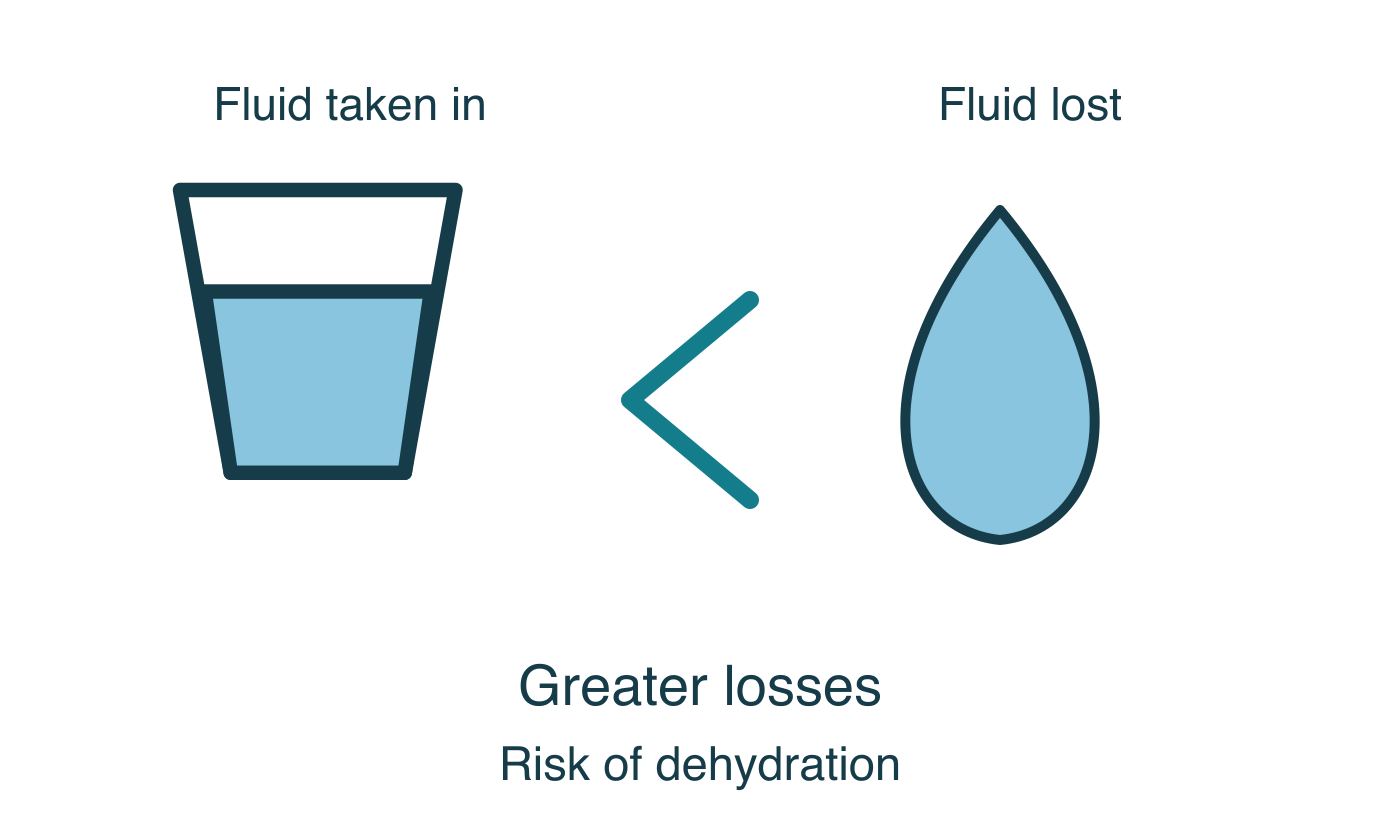 Fluid taken in
Fluid lost
Greater losses
Risk of dehydration